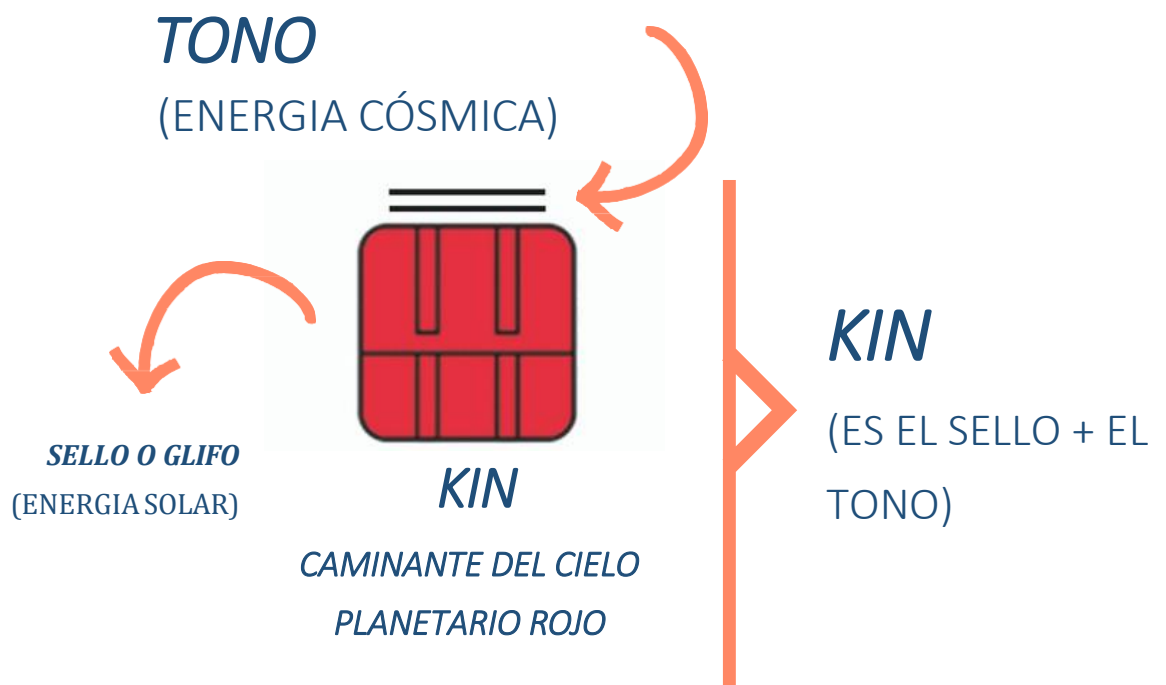 TONO
(ENERGIA CÓSMICA)
SELLO O GLIFO
(ENERGIA SOLAR)
KIN
CAMINANTE DEL CIELO
PLANETARIO ROJO
KIN
(ES EL SELLO + EL
TONO)